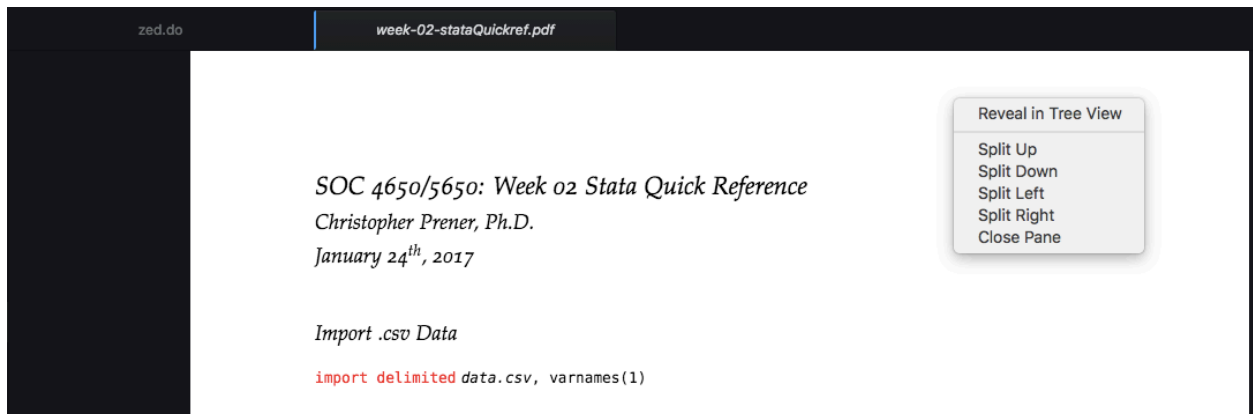 zed.do
week-02-stataQuickref.pdf
Reveal in Tree View
Split Up
Split Down
Split Left
Split Right
Close Pane
SOC 4650/5650: Week 02 Stata Quick Reference
Christopher Prener, Ph.D.
January 24th, 2017
Import .csv Data
import delimited data.csv, varnames(1)